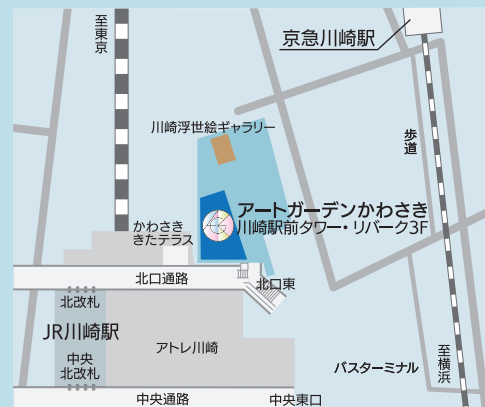 至東京
京急川崎駅
川崎浮世絵ギャラリー
歩道
アートガーデンかわさき
川崎駅前タワー・リバーク3F
かわさき
きたテラス
北口通路
北口東
北改札
JR川崎駅
アトレ川崎
中央
北改札
バスターミナル
至横浜
中央通路
中央東口